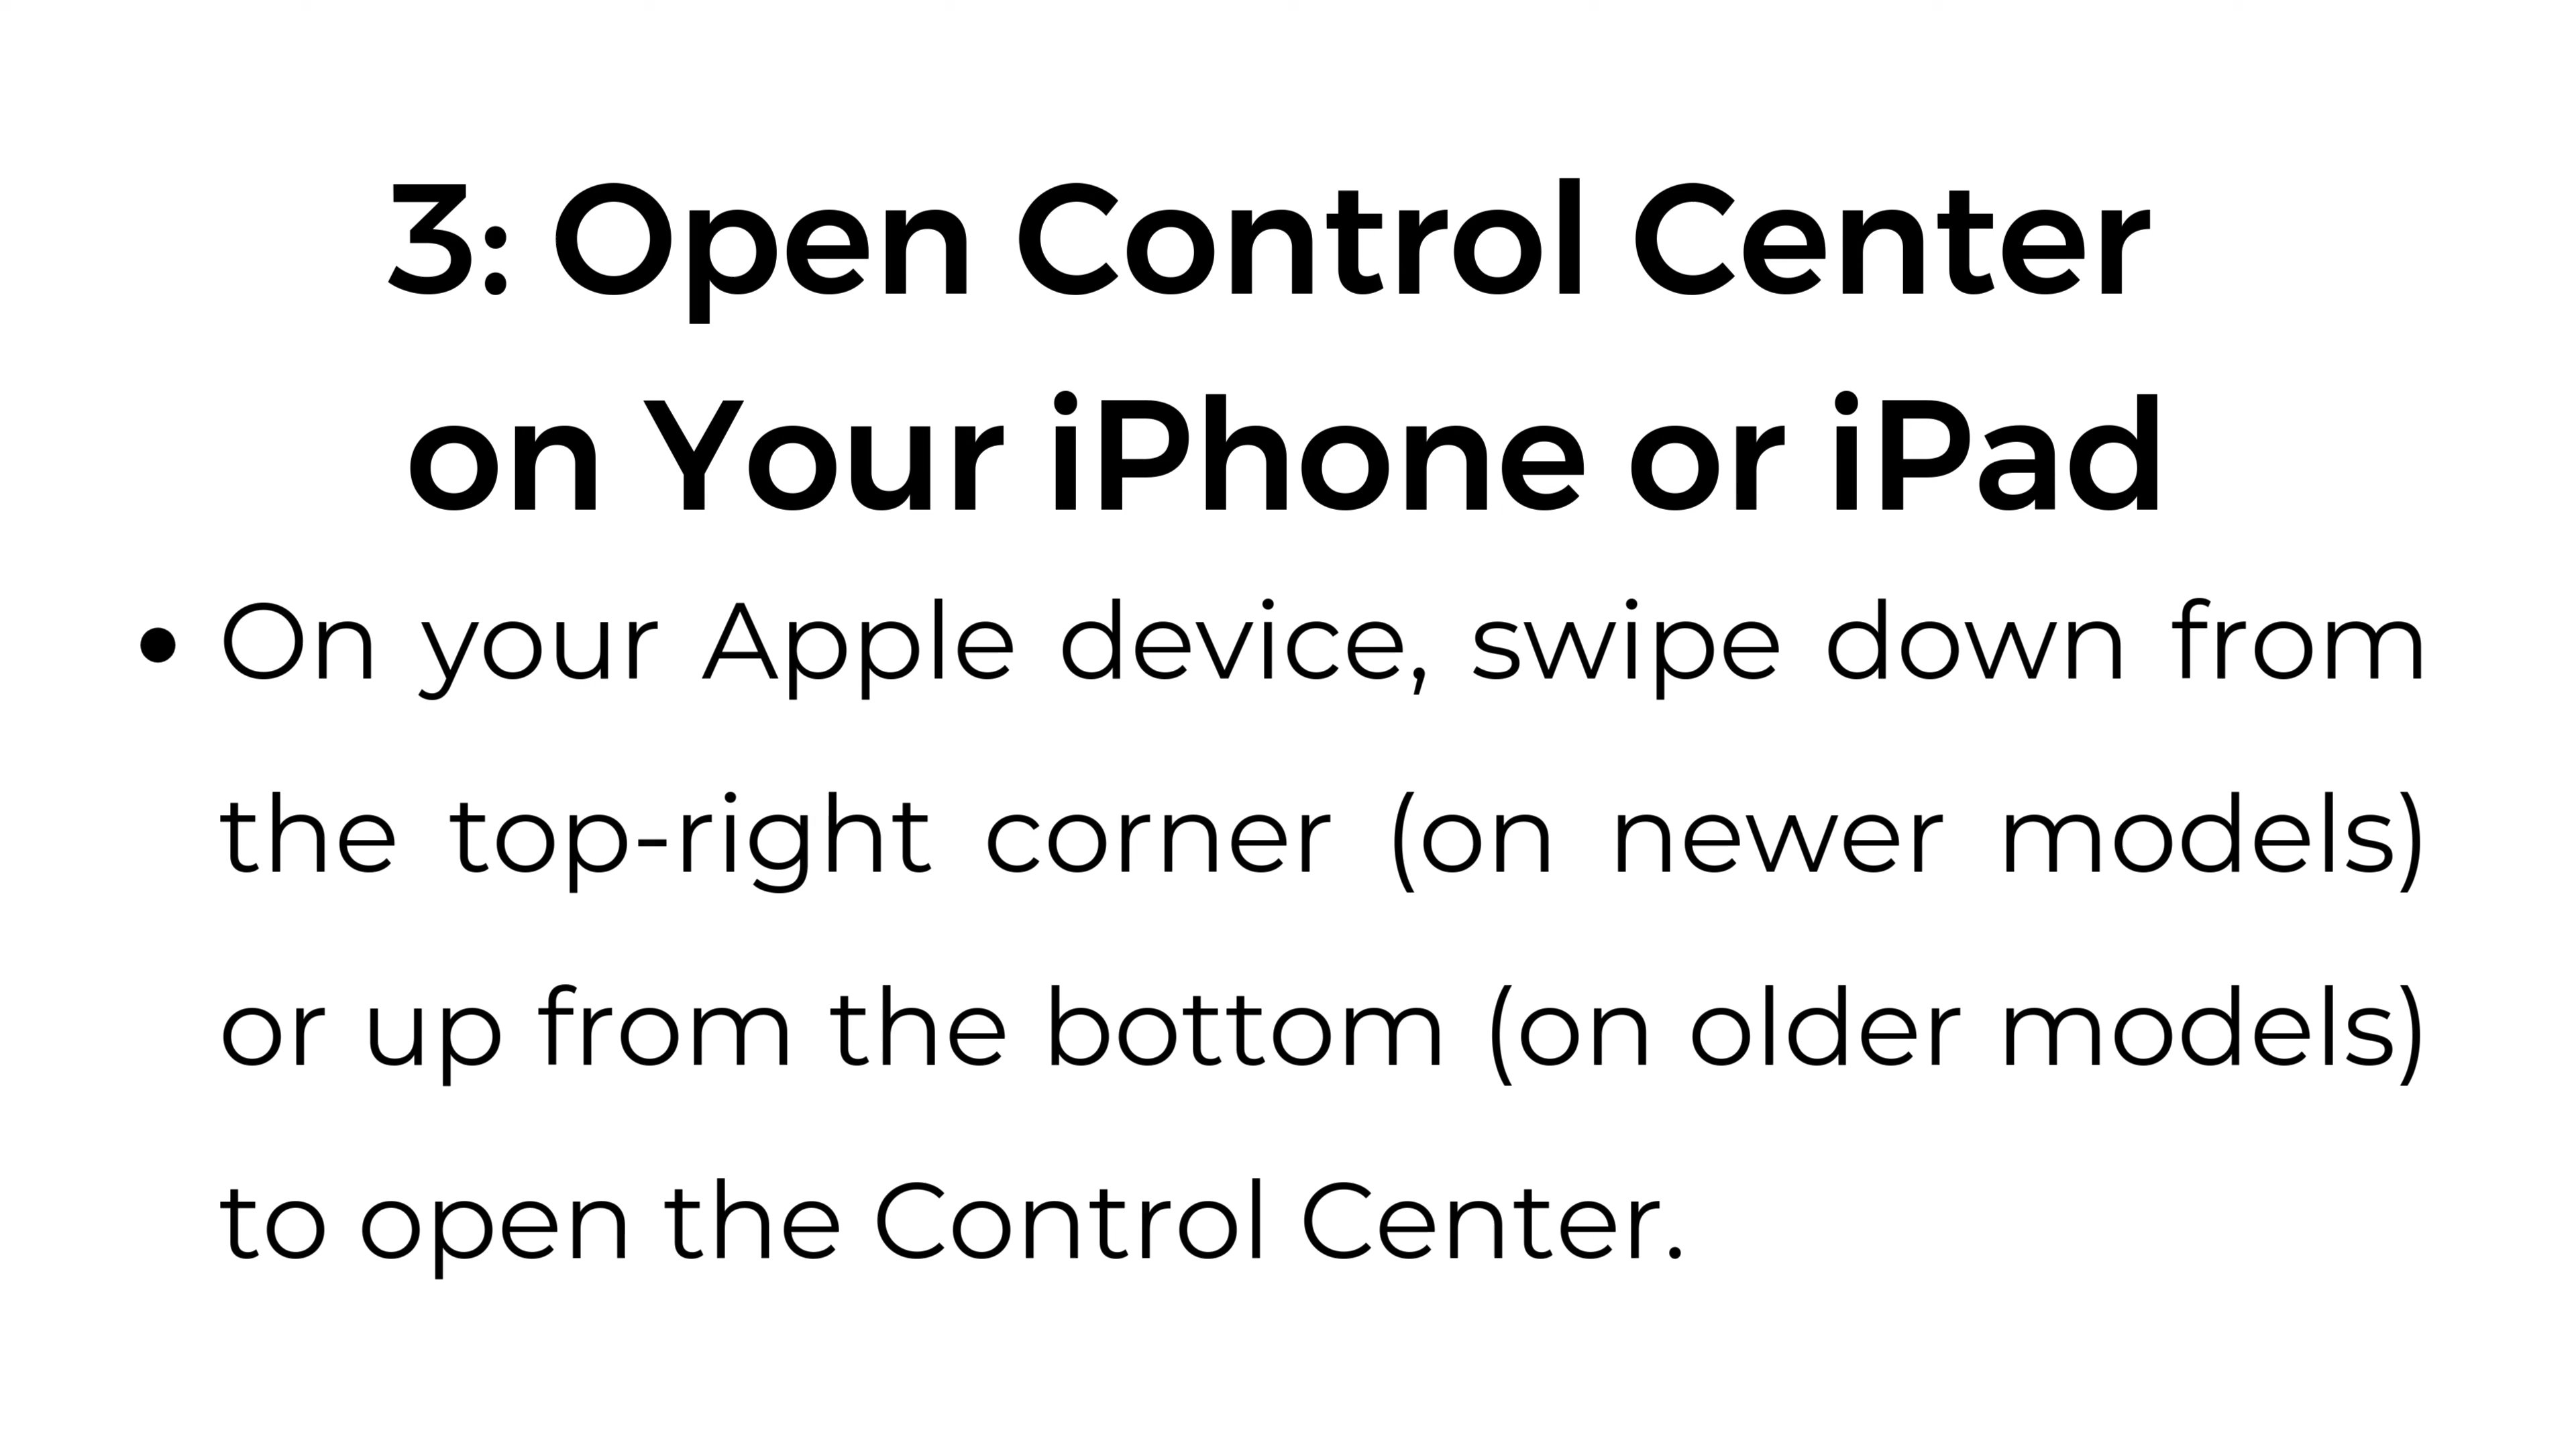 3: Open Control Center
on Your iPhone or iPad
• On your Apple device, swipe down from
the top-right corner (on newer models)
or up from the bottom (on older models)
to open the Control Center.